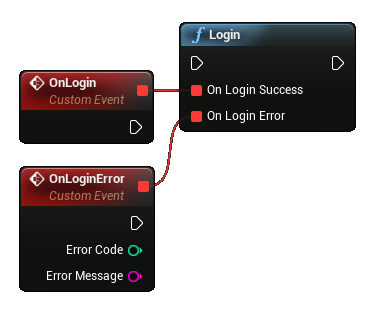 Login
On Login Success
On Login Error
OnLogin
Custom Event
OnLoginError
Custom Event
Error Code
Error Message